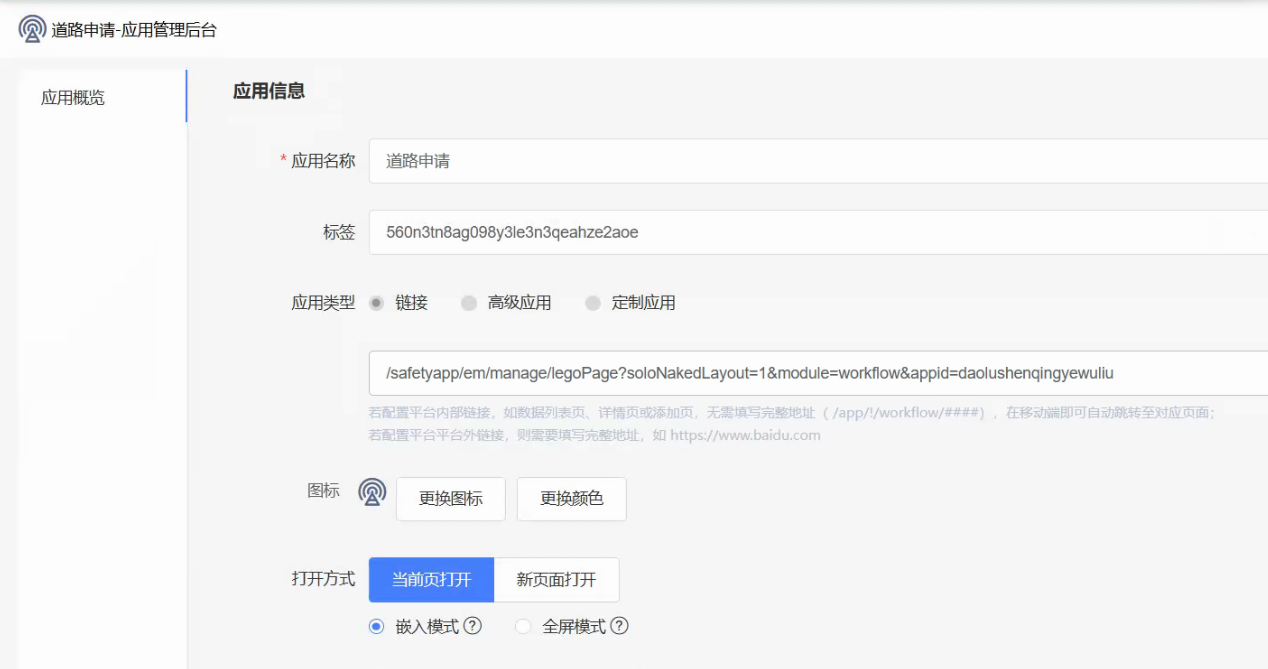 道路申请-应用管理后台
应用概览
应用信息
* 应用名称
道路申请
标签
560n3tn8ag098y3le3n3qeahze2aoe
应用类型
链接
高级应用
定制应用
/safetyapp/em/manage/legoPage?soloNakedLayout=1&module=workflow&appid=daolushenqingyewuliu
若配置平台内部链接，如数据列表页、详情页或添加页，无需填写完整地址（ /app/!/workflow/####），在移动端即可自动跳转至对应页面；
若配置平台平台外链接，则需要填写完整地址，如 https://www.baidu.com
图标
更换图标
更换颜色
打开方式
当前页打开
新页面打开
嵌入模式 ?
全屏模式 ?